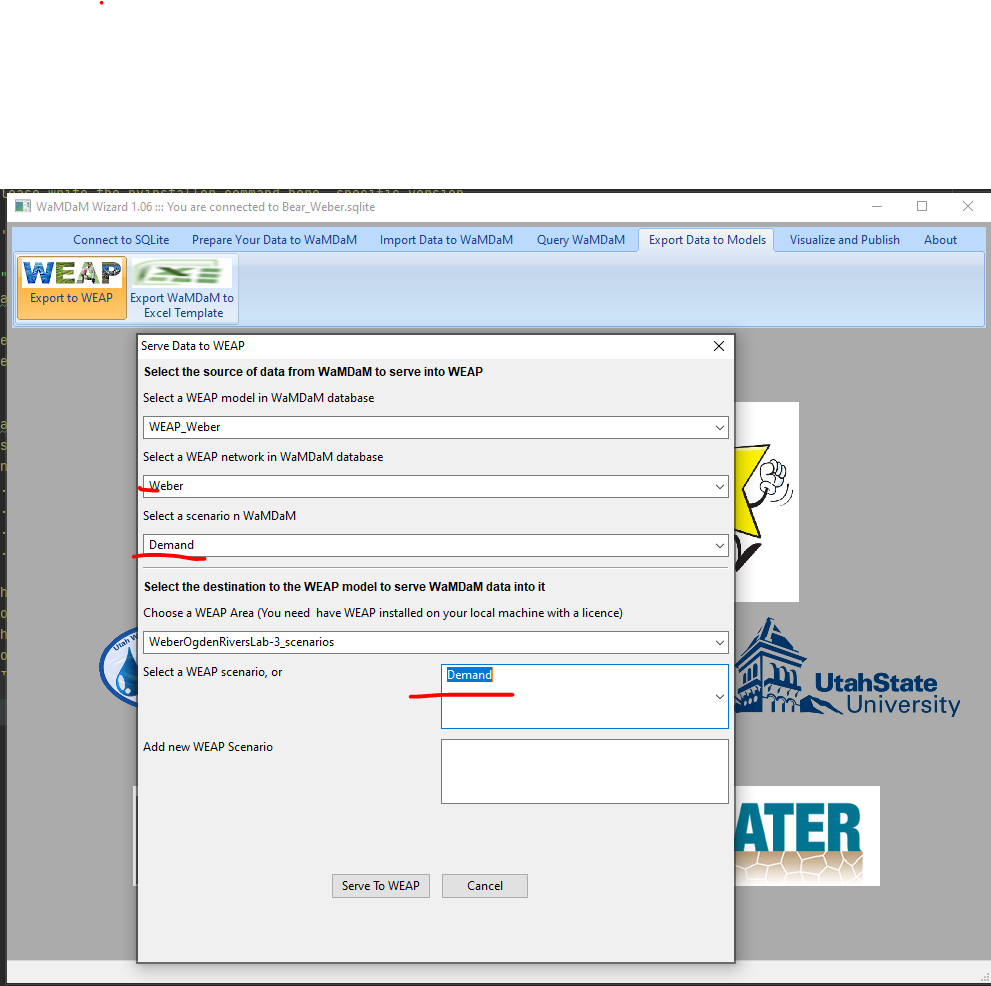 WaMDaM Wizard 1.06 ::: You are connected to Bear_Weber.sqlite
Connect to SQLite Prepare Your Data to WaMDaM Import Data to WaMDaM Query WaMDaM Export Data to Models Visualize and Publish About
WEAP
Export to WEAP
Export WaMDaM to
Excel Template
Serve Data to WEAP
Select the source of data from WaMDaM to serve into WEAP
Select a WEAP model in WaMDaM database
WEAP_Weber
Select a WEAP network in WaMDaM database
Weber
Select a scenario n WaMDaM
Demand
Select the destination to the WEAP model to serve WaMDaM data into it
Choose a WEAP Area (You need  have WEAP installed on your local machine with a licence)
WeberOgdenRiversLab-3_scenarios
Select a WEAP scenario, or
Demand
Add new WEAP Scenario
Serve To WEAP
Cancel
Utah
UtahState
University
ATER